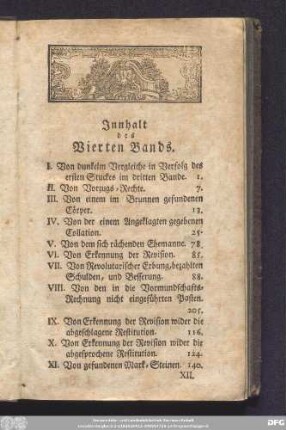 Innhalt
des
Vierten Bands.
I. Von dunkelm Vergleiche in Verfolg des
ersten Stuckes im dritten Bande. 1.
II. Von Vorzugs-Rechte. 7.
III. Von einem im Brunnen gefundenen
Cörper. 13.
IV. Von der einem Angeklagten gegebenen
Collation. 25.
V. Von dem sich rächenden Ehemanne. 78.
VI. Von Erkennung der Revision. 85.
VII. Von Revolutarischer Erbung, bezahlten
Schulden, und Besserung. 88.
VIII. Von den in die Vormundschafts-
Rechnung nicht eingeführten Posten.
205.
IX. Von Erkennung der Revision wider die
abgeschlagene Restitution. 116.
X. Von Erkennung der Revision wider die
abgesprochene Restitution. 124.
XI. Von gefundenen Mark-Steinen. 140.
XII.